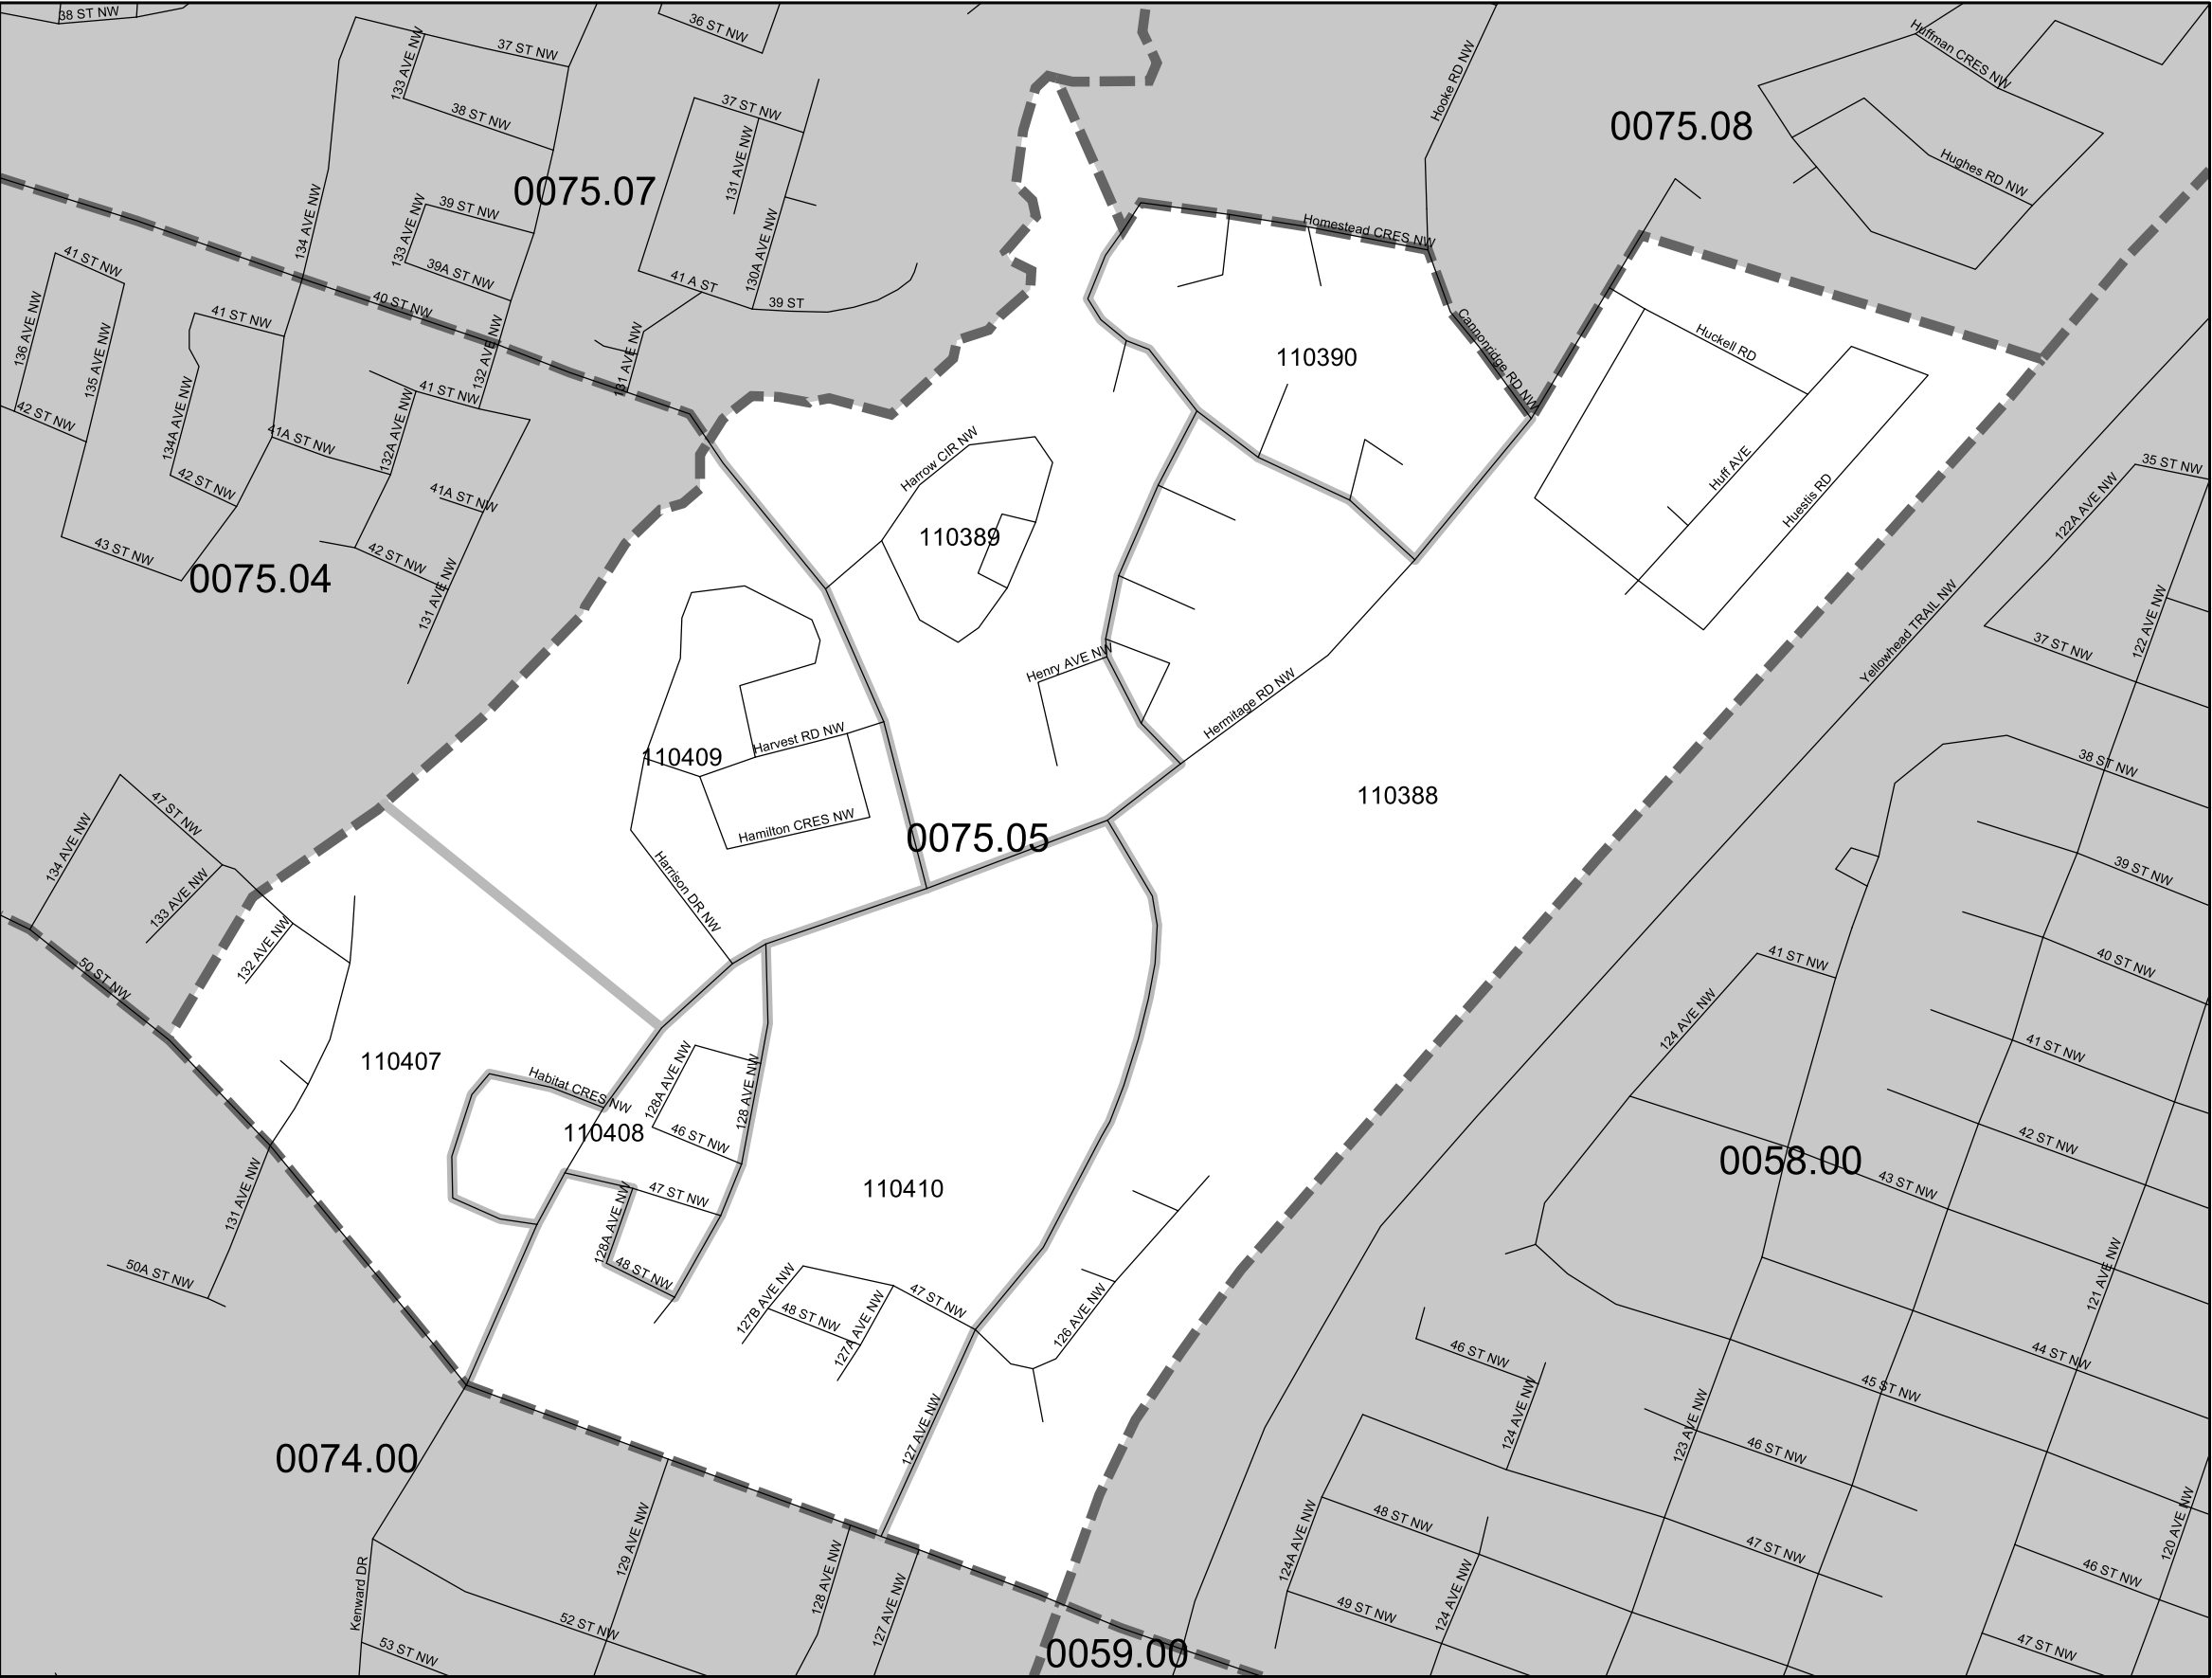 38 ST NW
36 ST NW
37 ST NW
133 AVE NW
38 ST NW
37 ST NW
131 AVE NW
Hooke RD NW
0075.08
Huffman CRES NW
Hughes RD NW
0075.07
134 AVE NW
39 ST NW
133 AVE NW
39A ST NW
130A AVE NW
41 A ST
39 ST
Homestead CRES NW
41 ST NW
136 AVE NW
135 AVE NW
40 ST NW
41 ST NW
132 AVE NW
131 AVE NW
Cannonridge RD NW
110390
Huckell RD
42 ST NW
134A AVE NW
41A ST NW
41 ST NW
132A AVE NW
42 ST NW
41A ST NW
Harrow CIR NW
110389
Huff AVE
Huestis RD
35 ST NW
122A AVE NW
43 ST NW
0075.04
42 ST NW
131 AVE NW
122 AVE NW
37 ST NW
Yellowhead TRAIL NW
Henry AVE NW
Hermitage RD NW
110409
Harvest RD NW
Hamilton CRES NW
0075.05
110388
38 ST NW
47 ST NW
134 AVE NW
133 AVE NW
132 AVE NW
50 ST NW
Harrison DR NW
39 ST NW
40 ST NW
41 ST NW
124 AVE NW
41 ST NW
110407
Habitat CRES NW
110408
128A AVE NW
128 AVE NW
46 ST NW
42 ST NW
0058.00
43 ST NW
131 AVE NW
50A ST NW
47 ST NW
128A AVE NW
48 ST NW
110410
127B AVE NW
48 ST NW
127A AVE NW
47 ST NW
126 AVE NW
121 AVE NW
44 ST NW
45 ST NW
46 ST NW
124 AVE NW
123 AVE NW
46 ST NW
127 AVE NW
0074.00
129 AVE NW
128 AVE NW
127 AVE NW
Kenward DR
52 ST NW
53 ST NW
124A AVE NW
48 ST NW
49 ST NW
124 AVE NW
47 ST NW
120 AVE NW
46 ST NW
47 ST NW
0059.00